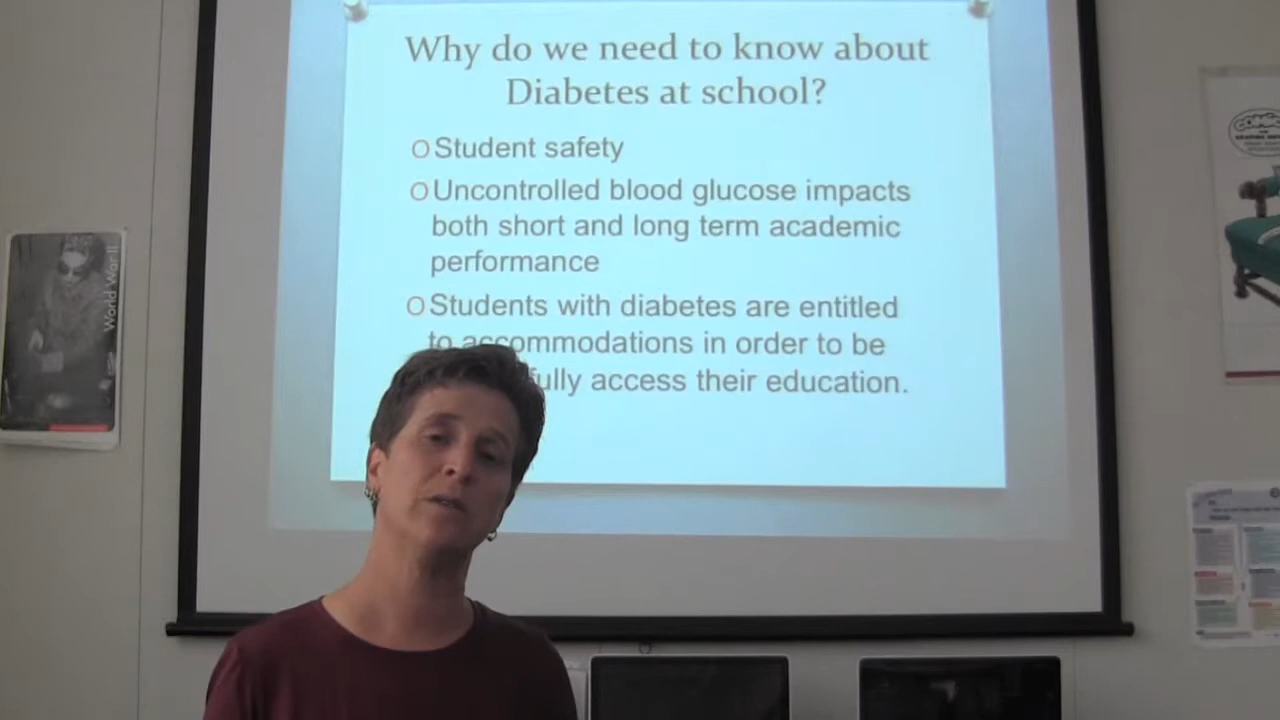 Why do we need to know about
Diabetes at school?
O Student safety
O Uncontrolled blood glucose impacts
both short and long term academic
performance
O Students with diabetes are entitled
to accommodations in order to be
fully access their education.
World War II